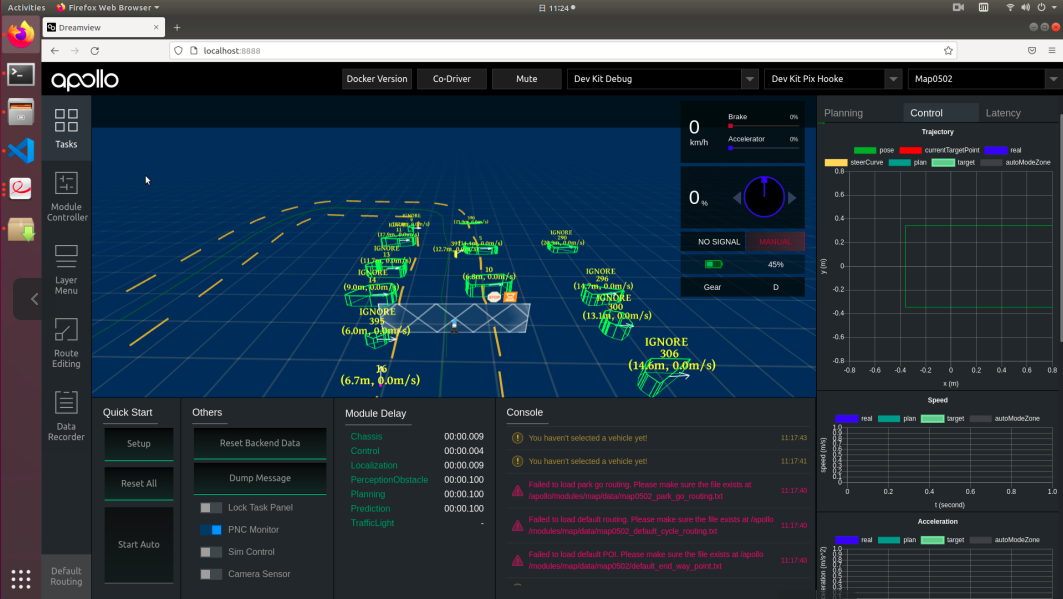 Activities Firefox Web Browser
日 11:24
Dreamview
localhost:8888
apollo
Docker Version
Co-Driver
Mute
Dev Kit Debug
Dev Kit Pix Hooke
Map0502
Tasks
Module
Controller
Layer
Menu
Route
Editing
Data
Recorder
Default
Routing
IGNORE
13
IGNORE
14
(9.0m, 0.0m/s)
IGNORE
395
(6.0m, 0.0m/s)
16
(6.7m, 0.0m/s)
10
(6.8m, 0.0m/s)
IGNORE
290
IGNORE
296
(14.7m, 0.0m/s)
IGNORE
300
(13.1m, 0.0m/s)
IGNORE
306
(14.6m, 0.0m/s)
0
km/h
Brake 0%
Accelerator 0%
0 %
NO SIGNAL MANUAL
45%
Gear D
Planning Control Latency
Trajectory
pose currentTargetPoint real
steerCurve plan target autoModeZone
0.8
0.6
0.4
0.2
0
-0.2
-0.4
-0.6
-0.8
y (m)
-0.8 -0.6 -0.4 -0.2 0 0.2 0.4 0.6 0.8
x (m)
Speed
real plan target autoModeZone
1.0
0.9
0.8
0.7
0.6
0.5
0.4
0.3
0.2
0.1
0
speed (m/s)
0 0.2 0.4 0.6 0.8 1.0
t (second)
Acceleration
real plan target autoModeZone
1.0
0.9
0.8
0.7
0.6
0.5
0.4
0.3
Quick Start
Setup
Reset All
Start Auto
Others
Reset Backend Data
Dump Message
Lock Task Panel
PNC Monitor
Sim Control
Camera Sensor
Module Delay
Chassis 00:00.009
Control 00:00.004
Localization 00:00.009
PerceptionObstacle 00:00.100
Planning 00:00.100
Prediction 00:00.100
TrafficLight -
Console
You haven't selected a vehicle yet! 11:17:43
You haven't selected a vehicle yet! 11:17:41
Failed to load park go routing. Please make sure the file exists at
/apollo/modules/map/data/map0502_park_go_routing.txt 11:17:40
Failed to load default routing. Please make sure the file exists at /apollo
/modules/map/data/map0502_default_cycle_routing.txt 11:17:40
Failed to load default POI. Please make sure the file exists at /apollo
/modules/map/data/map0502/default_end_way_point.txt 11:17:40